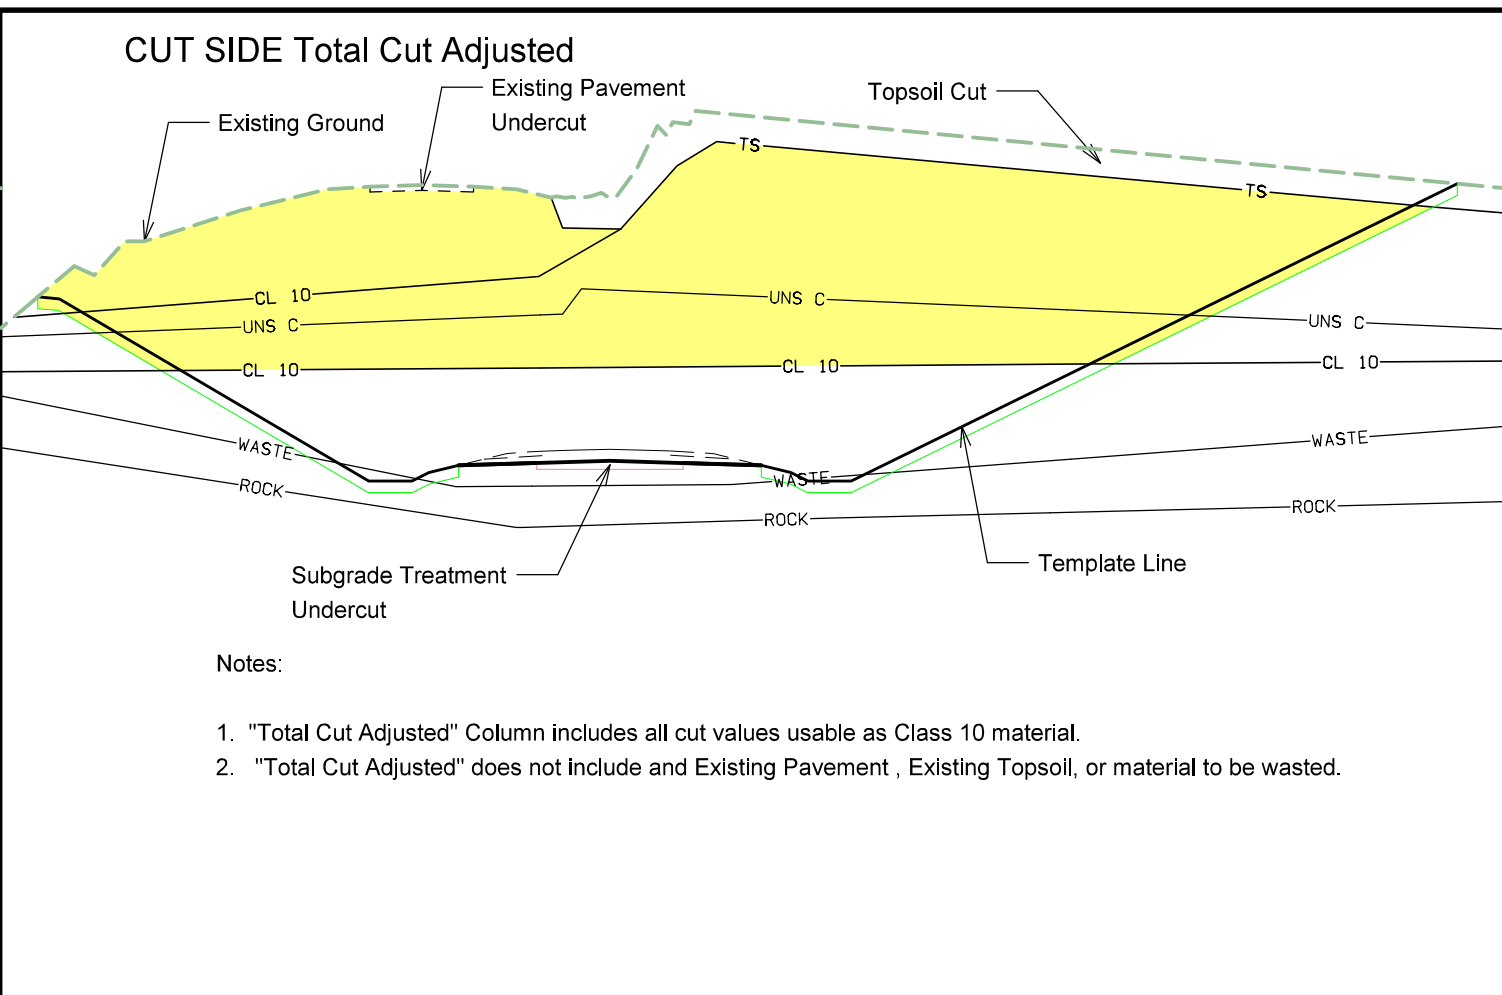 CUT SIDE Total Cut Adjusted
Existing Pavement
Undercut
Topsoil Cut
Existing Ground
TS
TS
CL 10
UNS C
UNS C
UNS C
CL 10
CL 10
CL 10
WASTE
WASTE
WASTE
ROCK
ROCK
ROCK
Subgrade Treatment
Undercut
Template Line
Notes:
1. "Total Cut Adjusted" Column includes all cut values usable as Class 10 material.
2. "Total Cut Adjusted" does not include and Existing Pavement , Existing Topsoil, or material to be wasted.